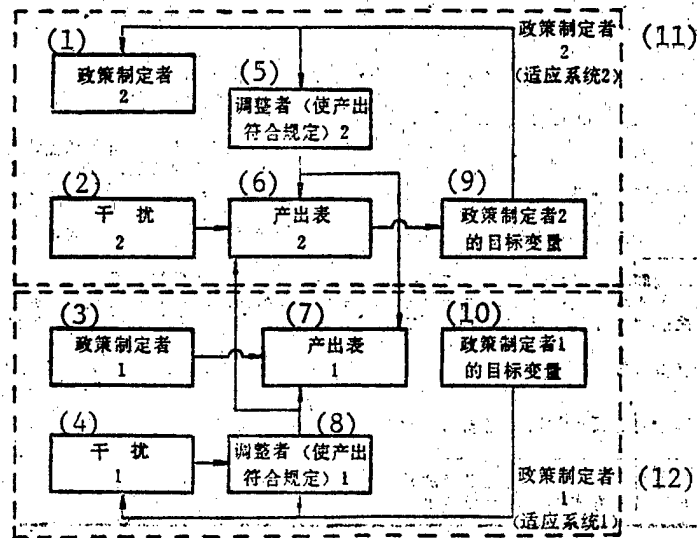 (1)
政策制定者
2
(5)
调整者（使产出
符合规定）2
政策制定者
2
（适应系统2）
(11)
(2)
干 扰
2
(6)
产出表
2
(9)
政策制定者2
的目标变量
(3)
政策制定者
1
(7)
产出表
1
(10)
政策制定者1
的目标变量
(4)
干 扰
1
(8)
调整者（使产出
符合规定）1
政策制定者
1
（适应系统1）
(12)